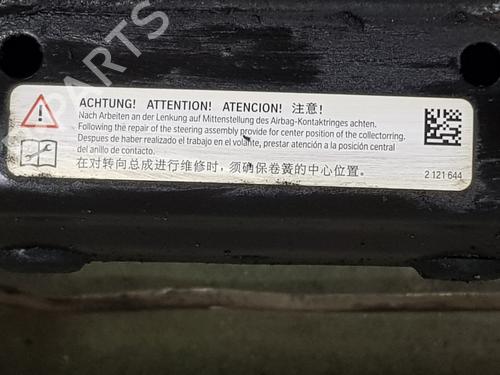 PARTS
ACHTUNG! ATTENTION! ATENCION! 注意!
Nach Arbeiten an der Lenkung auf Mittenstellung des Airbag-Kontaktringes achten.
Following the repair of the steering assembly provide for center position of the collectorring.
Despues de haber realizado el trabajo en el volante, prestar atención a la posición central
del anillo de contacto.
在对转向总成进行维修时, 须确保卷簧的中心位置。
2 121 644